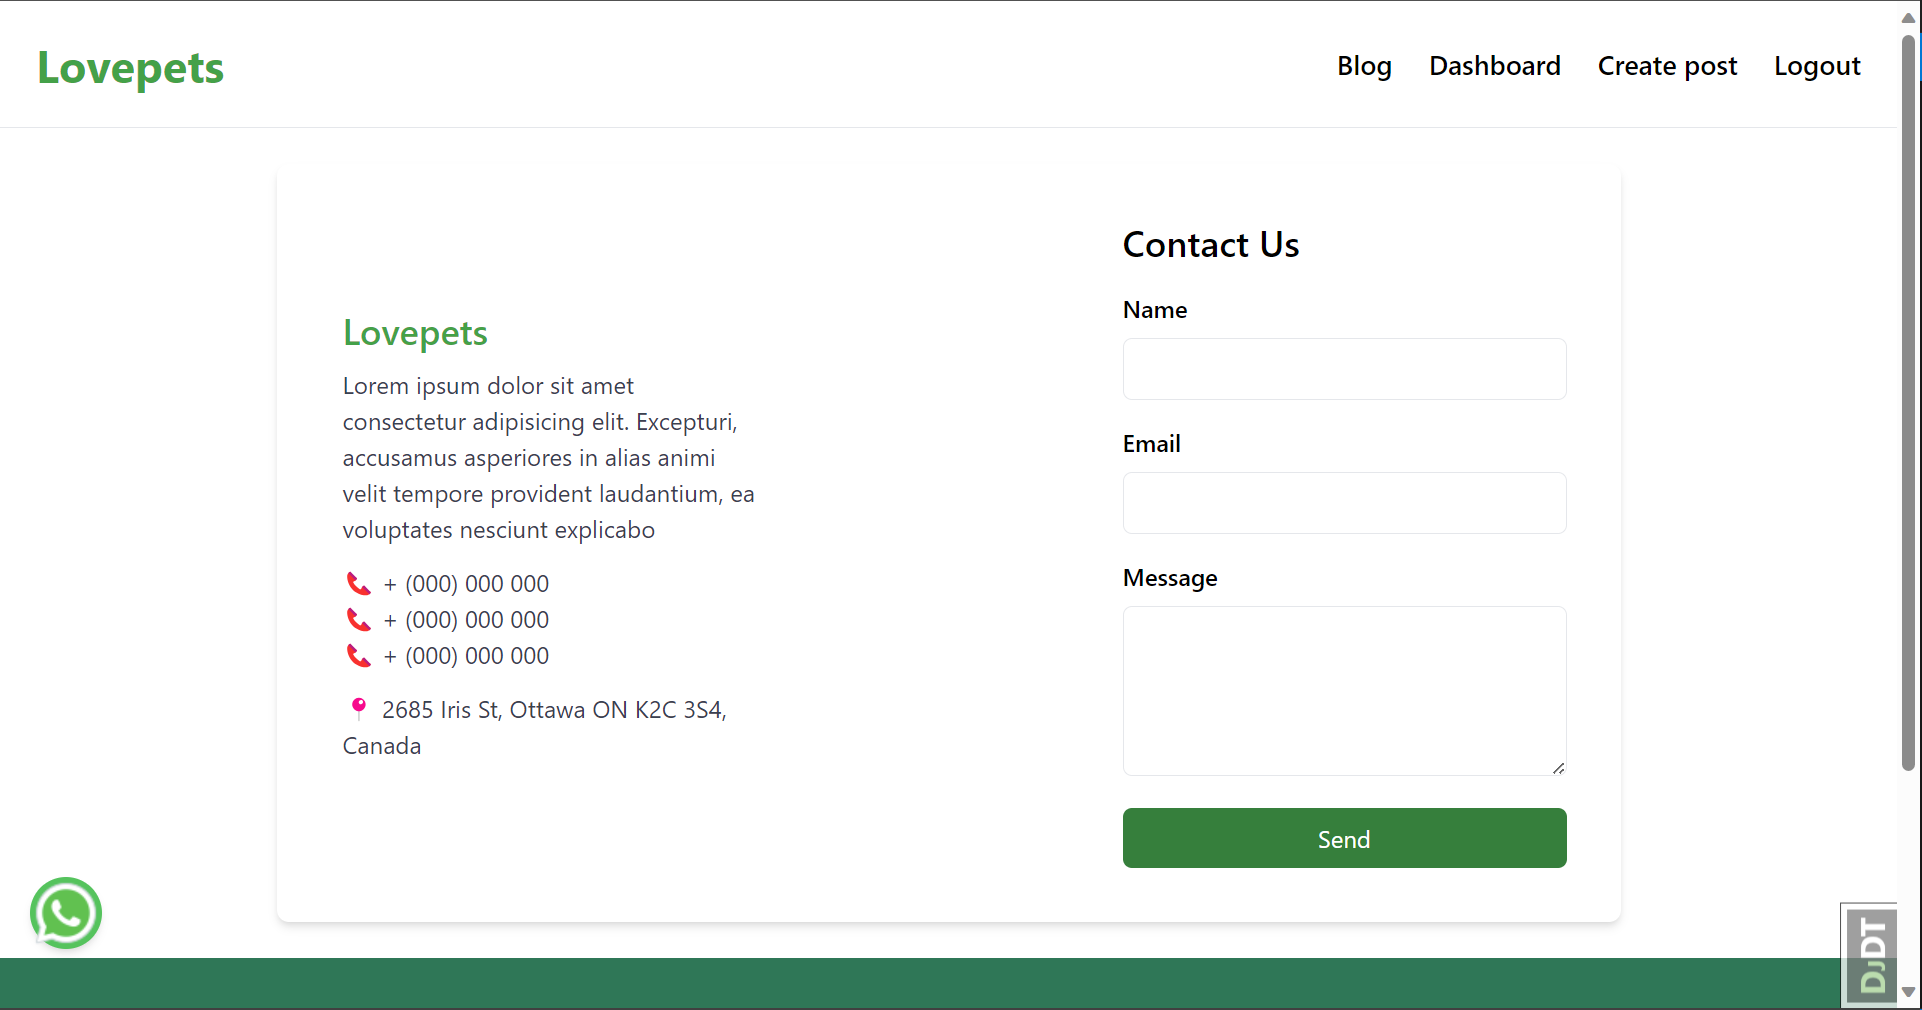 Lovepets
Blog Dashboard Create post Logout
Lovepets
Lorem ipsum dolor sit amet
consectetur adipisicing elit. Excepturi,
accusamus asperiores in alias animi
velit tempore provident laudantium, ea
voluptates nesciunt explicabo
+ (000) 000 000
+ (000) 000 000
+ (000) 000 000
2685 Iris St, Ottawa ON K2C 3S4,
Canada
Contact Us
Name
Email
Message
Send
DJDT